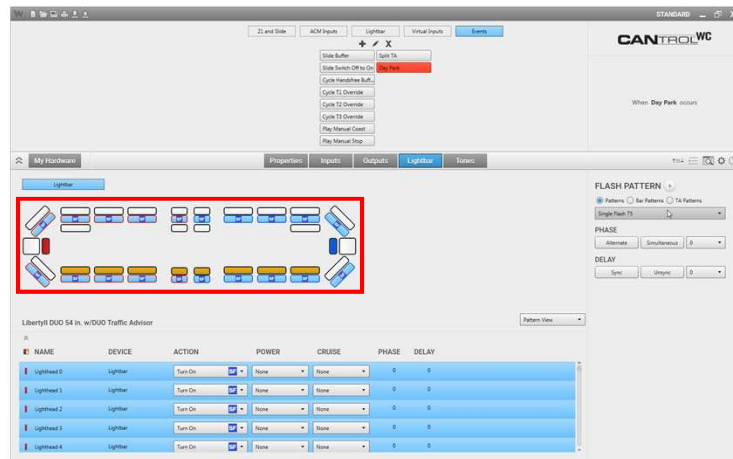 STANDARD
21 and Slide ACM Inputs Lightbar Virtual Inputs Events
Slide Buffer Split TA
Slide Switch Off to On Day Park
Cycle Handsfree Buff...
Cycle T1 Override
Cycle T2 Override
Cycle T3 Override
Play Manual Coast
Play Manual Stop
CANTROLWC
When Day Park occurs
My Hardware Properties Inputs Outputs Lightbar Tones
Lightbar
FLASH PATTERN
Patterns Bar Patterns TA Patterns
Single Flash 75
PHASE
Alternate Simultaneous 0
DELAY
Sync Unsync 0
LibertyII DUO 54 in. w/DUO Traffic Advisor Pattern View
NAME DEVICE ACTION POWER CRUISE PHASE DELAY
Lighthead 0 Lightbar Turn On SF None None 0 0
Lighthead 1 Lightbar Turn On SF None None 0 0
Lighthead 2 Lightbar Turn On SF None None 0 0
Lighthead 3 Lightbar Turn On SF None None 0 0
Lighthead 4 Lightbar Turn On SF None None 0 0